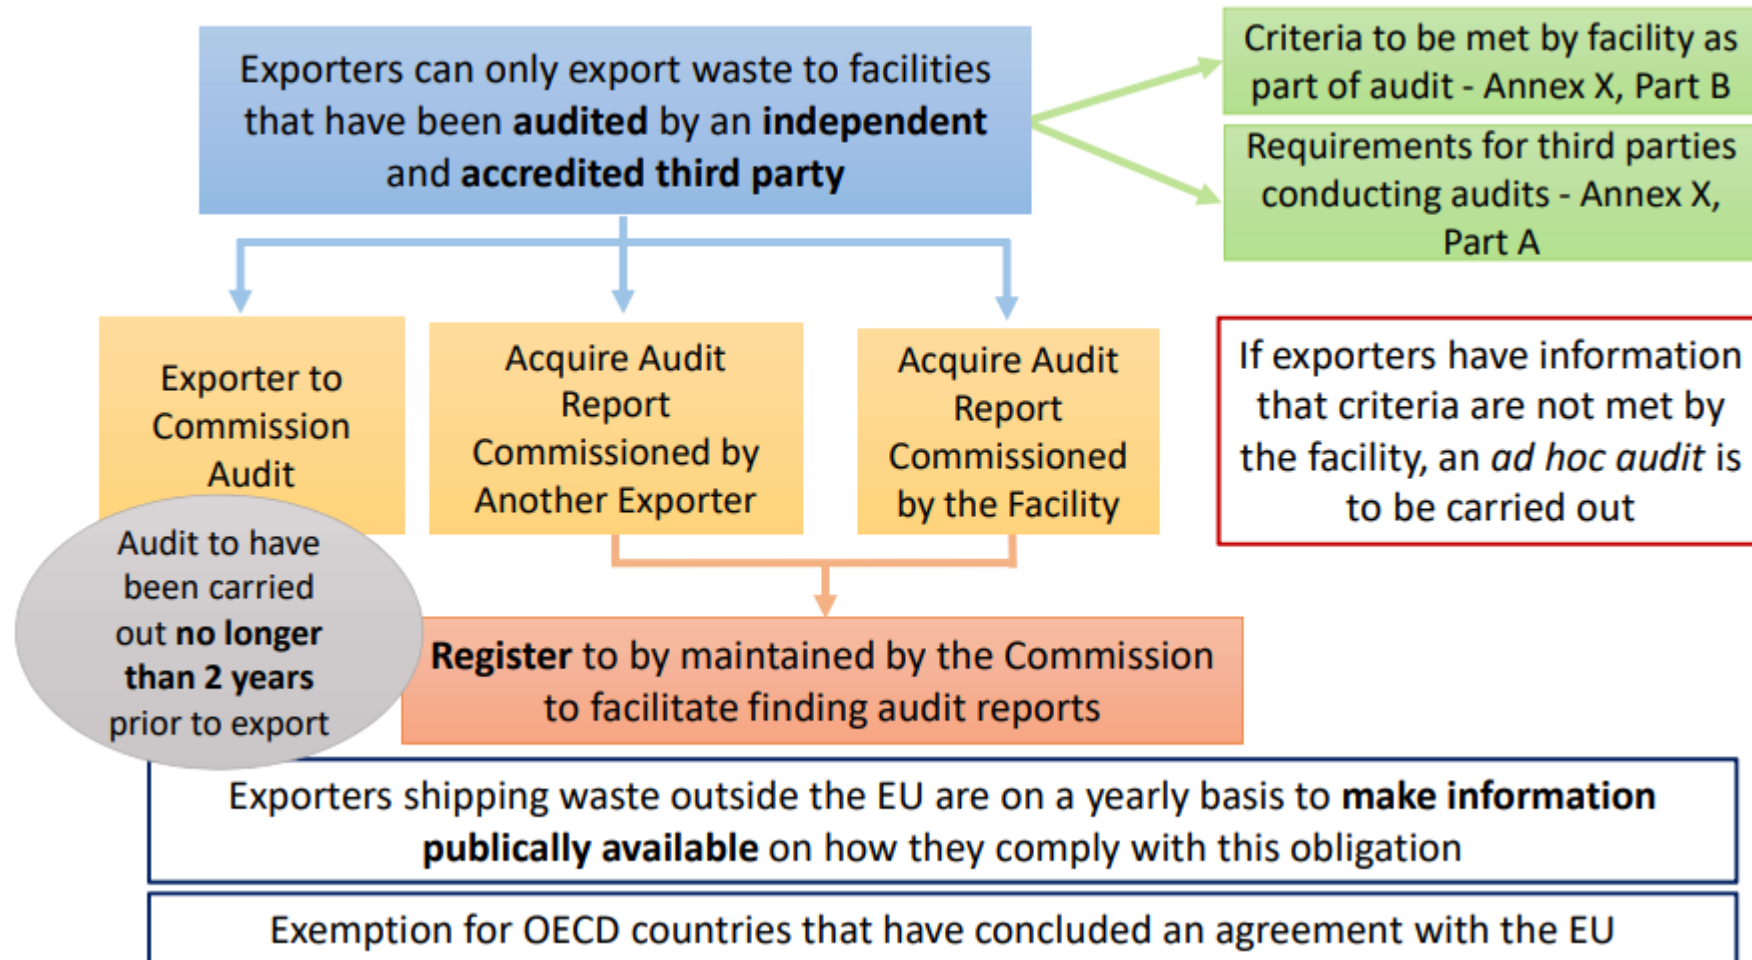 Exporters can only export waste to facilities
that have been audited by an independent
and accredited third party
Criteria to be met by facility as
part of audit - Annex X, Part B
Requirements for third parties
conducting audits - Annex X,
Part A
Exporter to
Commission
Audit
Acquire Audit
Report
Commissioned by
Another Exporter
Acquire Audit
Report
Commissioned
by the Facility
If exporters have information
that criteria are not met by
the facility, an ad hoc audit is
to be carried out
Audit to have
been carried
out no longer
than 2 years
prior to export
Register to by maintained by the Commission
to facilitate finding audit reports
Exporters shipping waste outside the EU are on a yearly basis to make information
publically available on how they comply with this obligation
Exemption for OECD countries that have concluded an agreement with the EU